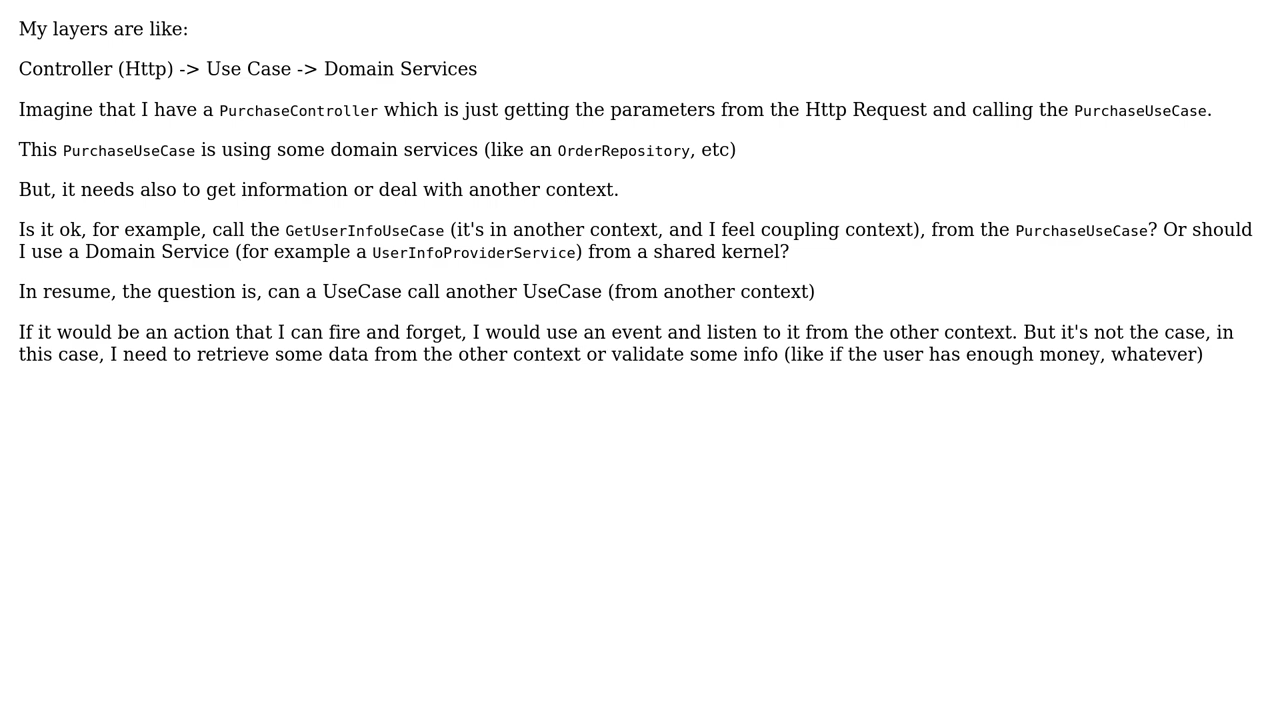 My layers are like:
Controller (Http) -> Use Case -> Domain Services
Imagine that I have a PurchaseController which is just getting the parameters from the Http Request and calling the PurchaseUseCase.
This PurchaseUseCase is using some domain services (like an OrderRepository, etc)
But, it needs also to get information or deal with another context.
Is it ok, for example, call the GetUserInfoUseCase (it's in another context, and I feel coupling context), from the PurchaseUseCase? Or should
I use a Domain Service (for example a UserInfoProviderService) from a shared kernel?
In resume, the question is, can a UseCase call another UseCase (from another context)
If it would be an action that I can fire and forget, I would use an event and listen to it from the other context. But it's not the case, in
this case, I need to retrieve some data from the other context or validate some info (like if the user has enough money, whatever)